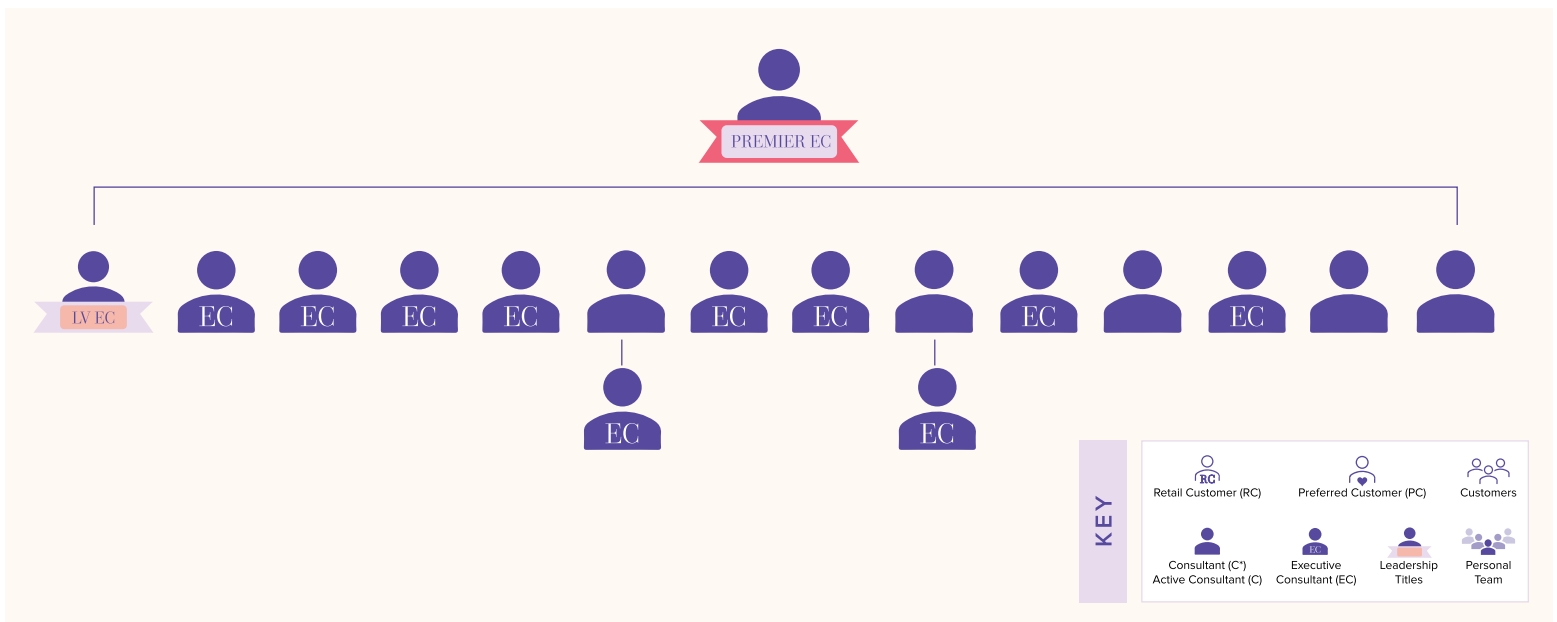 PREMIER EC
LV EC
EC
EC
EC
EC
EC
EC
EC
EC
EC
EC
KEY
RC
Retail Customer (RC)
Preferred Customer (PC)
Customers
EC
Consultant (C*)
Active Consultant (C)
Executive
Consultant (EC)
Leadership
Titles
Personal
Team